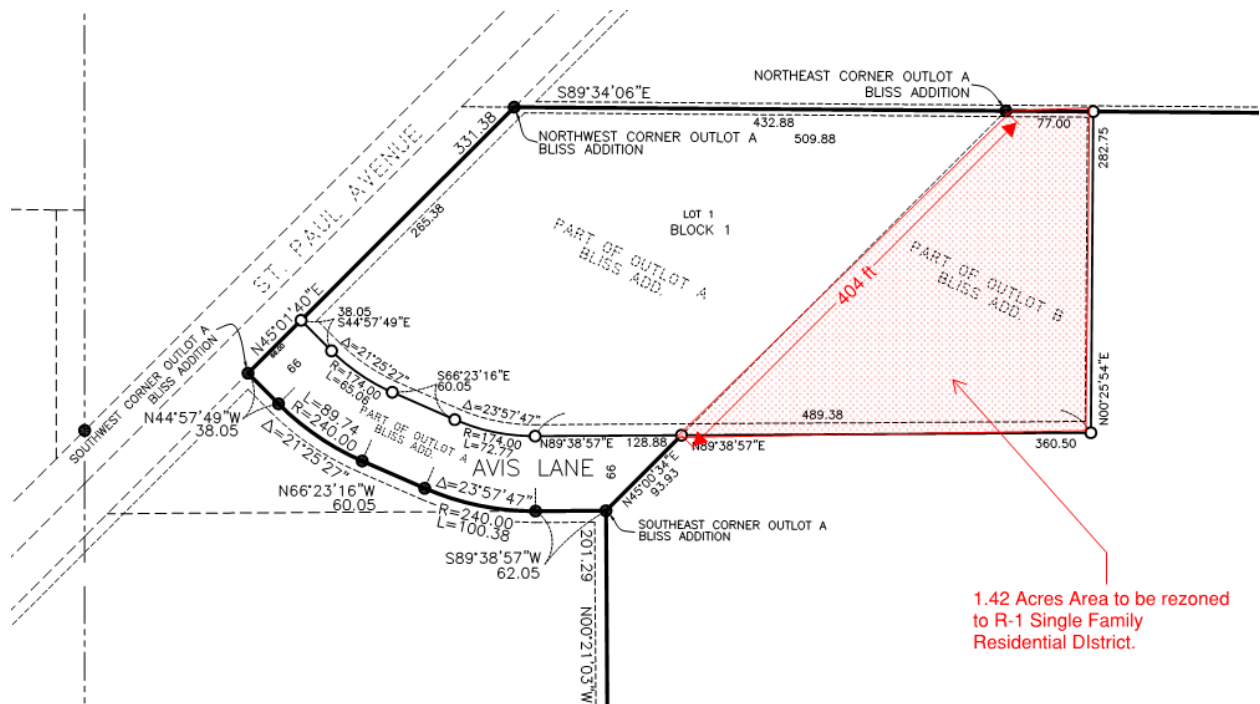 NORTHEAST CORNER OUTLOT A
BLISS ADDITION
S89°34'06"E
432.88
509.88
77.00
NORTHWEST CORNER OUTLOT A
BLISS ADDITION
331.38
ST. PAUL AVENUE
265.38
282.75
LOT 1
BLOCK 1
PART OF OUTLOT A
BLISS ADD.
PART OF OUTLOT B
BLISS ADD.
404 ft
N45°01'40"E
38.05
S44°57'49"E
SOUTHWEST CORNER OUTLOT A
BLISS ADDITION
66
Δ=21°25'27"
R=174.00
L=65.06
S66°23'16"E
60.05
Δ=23°57'47"
R=174.00
L=72.77
N89°38'57"E
128.88
N89°38'57"E
489.38
360.50
N00°25'54"E
N44°57'49"W
38.05
L=89.74
R=240.00
Δ=21°25'27"
PART OF OUTLOT A
BLISS ADD.
AVIS LANE
66
N45°00'34"E
93.93
N66°23'16"W
60.05
Δ=23°57'47"
R=240.00
L=100.38
SOUTHEAST CORNER OUTLOT A
BLISS ADDITION
S89°38'57"W
62.05
201.29
N00°21'03"W
1.42 Acres Area to be rezoned
to R-1 Single Family
Residential DIstrict.